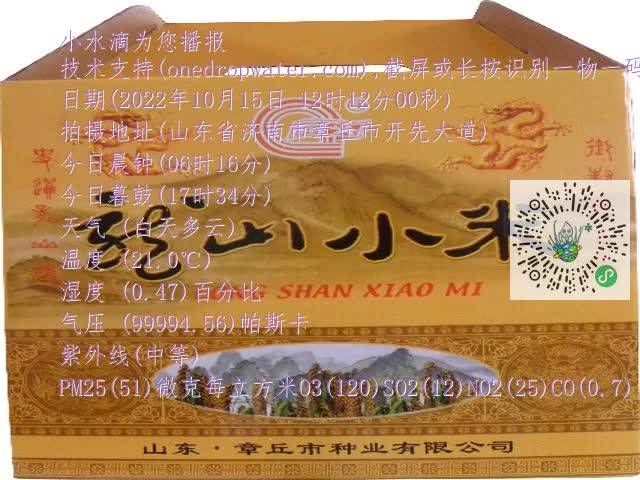 小水滴为您播报
技术支持(onedropwater.com),截屏或长按识别一物一码
日期(2022年10月15日 12时12分00秒)
拍摄地址(山东省济南市章丘市开先大道)
今日晨钟(06时16分)
今日暮鼓(17时34分)
天气 (白天多云)
龙山小米
温度 (21.0℃)
湿度 (0.47)百分比
SHAN XIAO MI
气压 (99994.56)帕斯卡
紫外线(中等)
PM25(51)微克每立方米O3(120)SO2(12)NO2(25)CO(0.7)
山东·章丘市种业有限公司